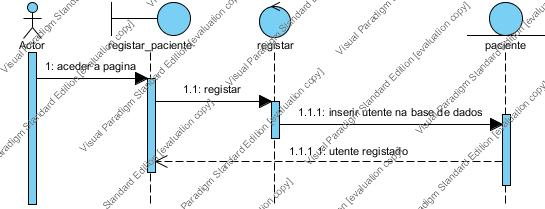 Actor
registar_paciente
registar
paciente
1: aceder a pagina
1.1: registar
1.1.1: inserir utente na base de dados
1.1.1.1: utente registado
Visual Paradigm Standard Edition [evaluation copy]